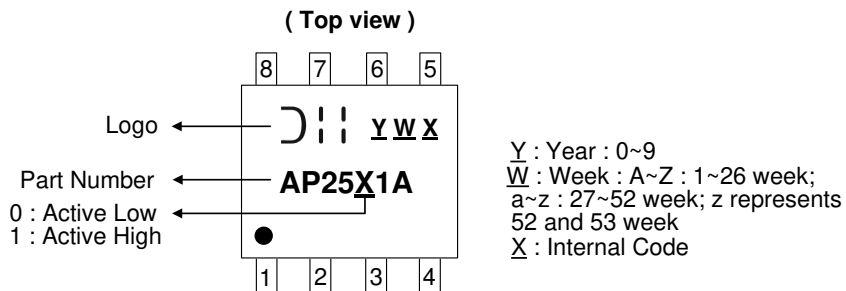 ( Top view )
8 7 6 5
Logo
Y W X
Part Number
AP25X1A
0 : Active Low
1 : Active High
1 2 3 4
Y : Year : 0~9
W : Week : A~Z : 1~26 week;
a~z : 27~52 week; z represents
52 and 53 week
X : Internal Code